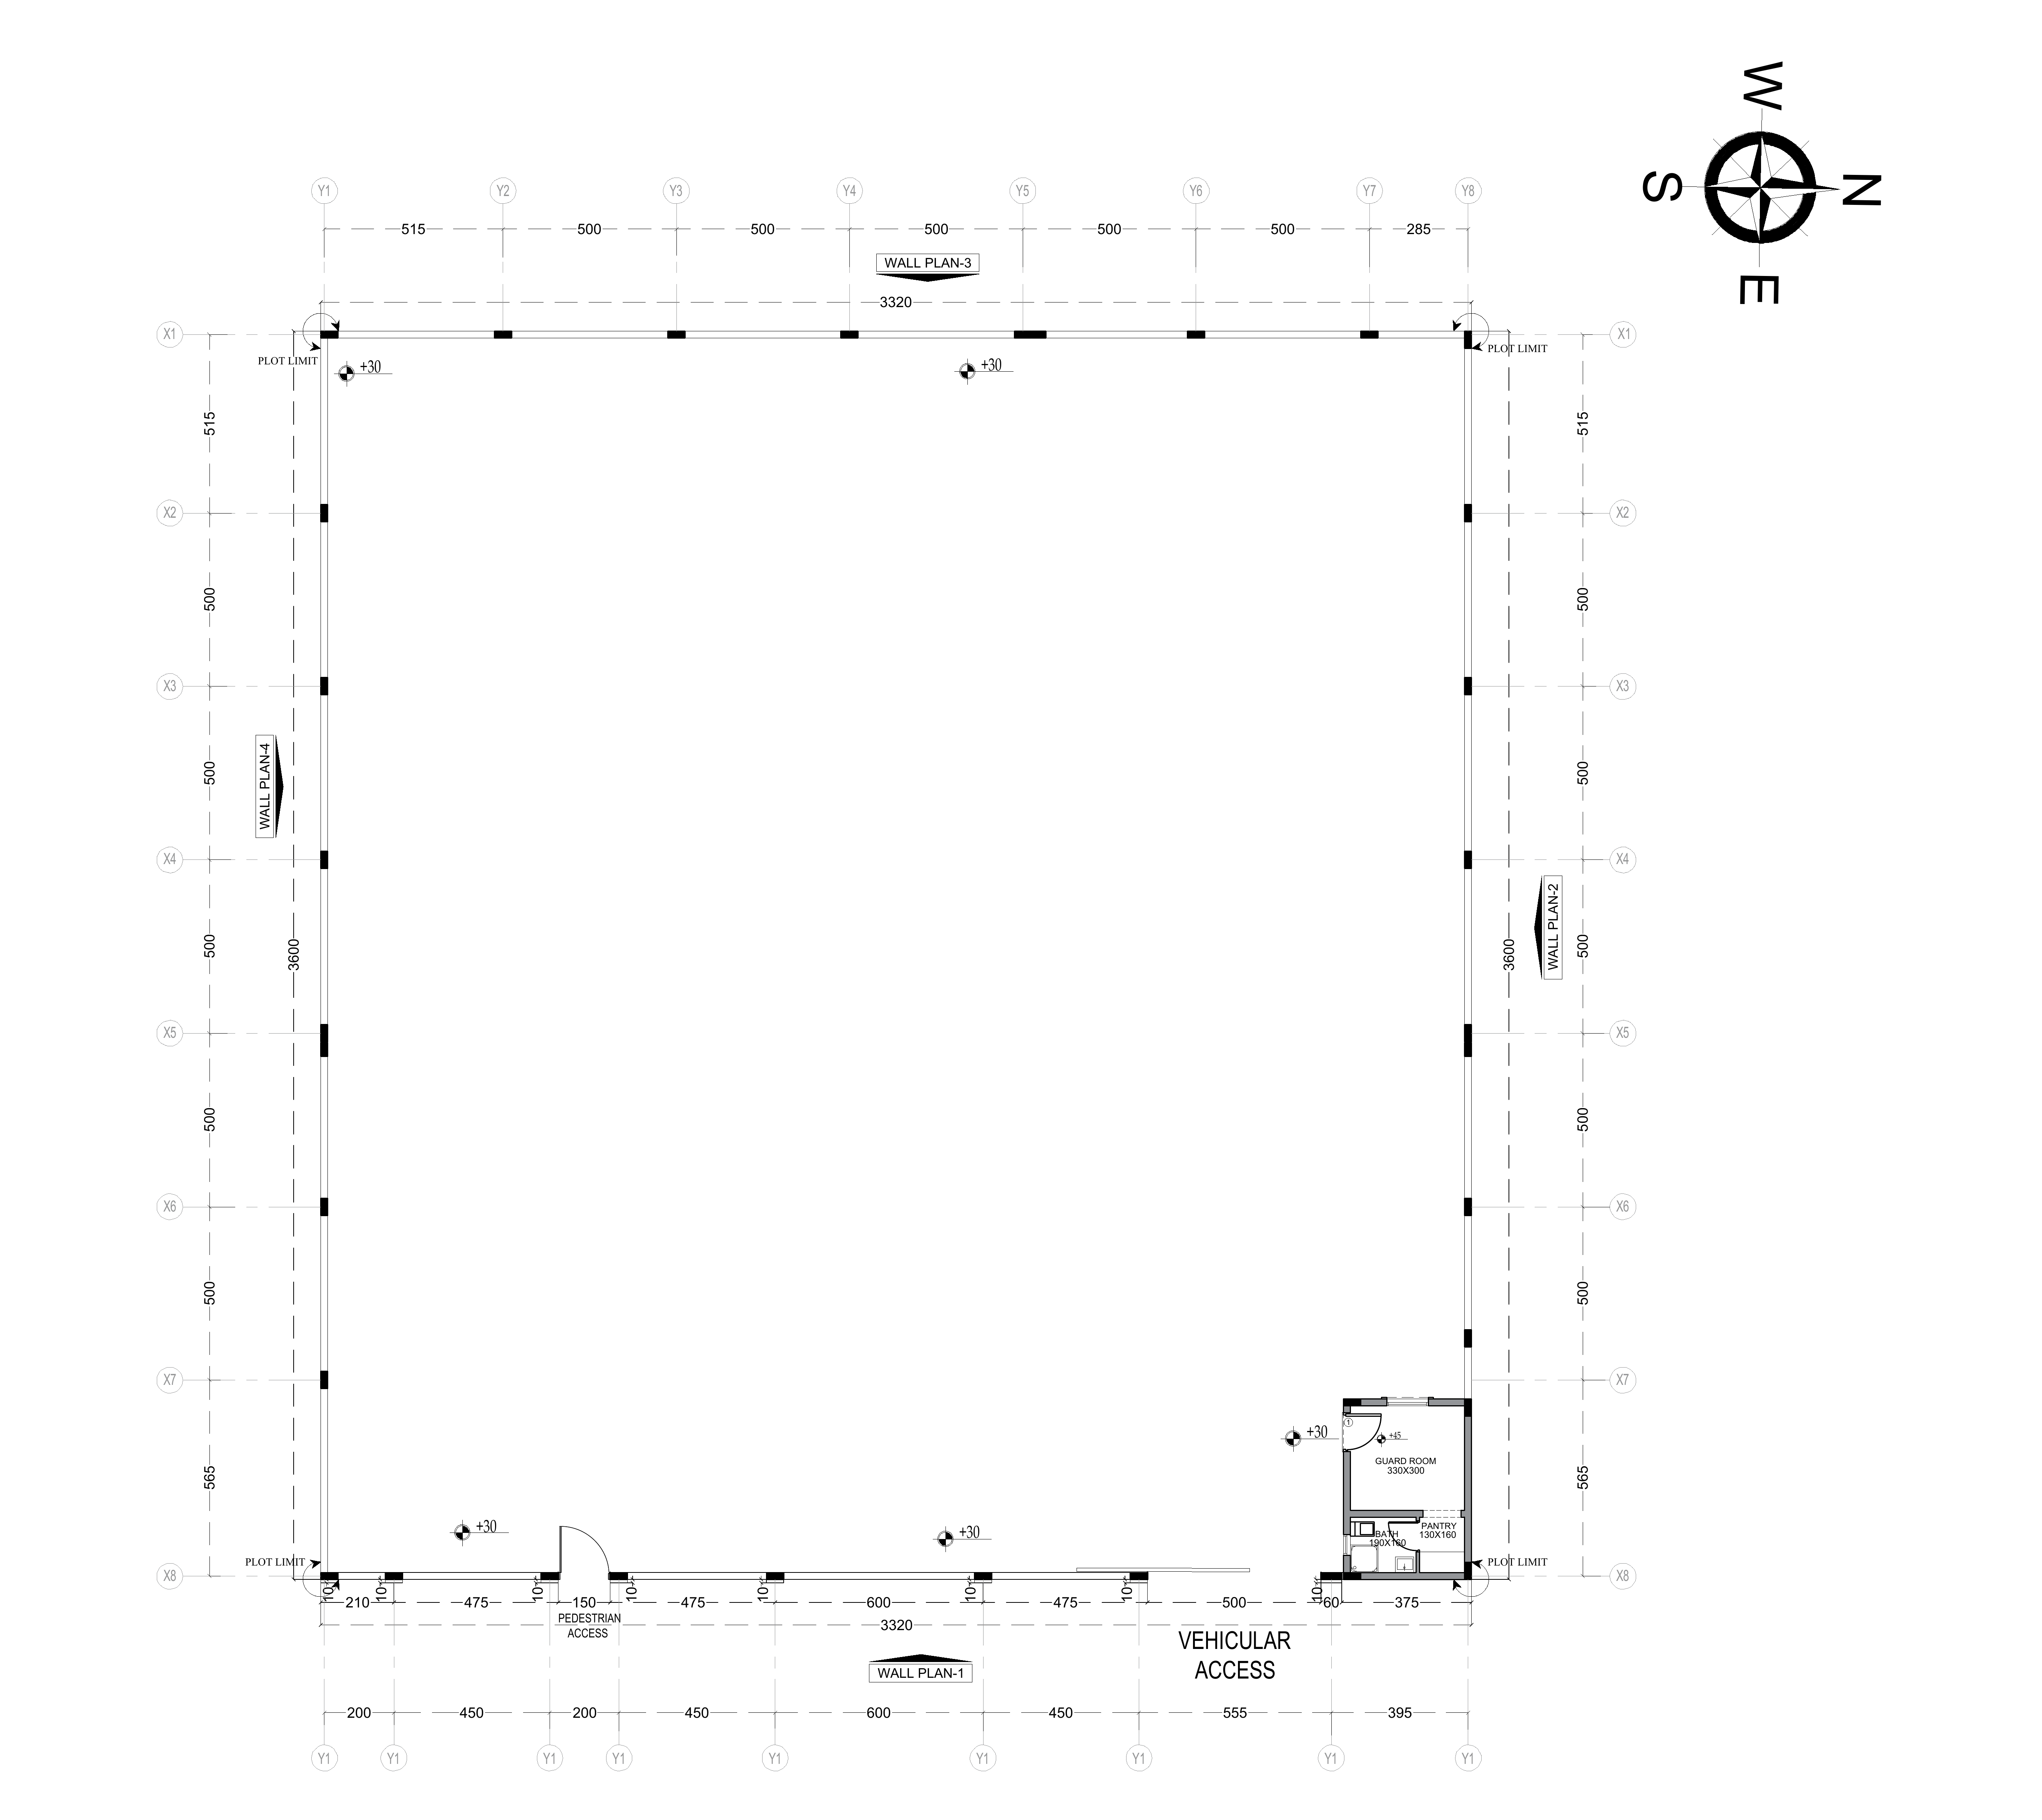 W
S
N
E
Y1
Y2
Y3
Y4
Y5
Y6
Y7
Y8
515
500
500
500
500
500
285
WALL PLAN-3
3320
X1
X1
PLOT LIMIT
PLOT LIMIT
+30
+30
515
515
X2
X2
500
500
X3
X3
WALL PLAN-4
500
500
X4
X4
WALL PLAN-2
3600
3600
500
500
X5
X5
500
500
X6
X6
500
500
X7
X7
1
+30
+45
GUARD ROOM
330X300
565
565
+30
+30
BATH
190X160
PANTRY
130X160
PLOT LIMIT
PLOT LIMIT
X8
X8
10
10
10
10
10
10
10
10
210
475
150
475
600
475
500
60
375
PEDESTRIAN
ACCESS
3320
VEHICULAR
ACCESS
WALL PLAN-1
200
450
200
450
600
450
555
395
Y1
Y1
Y1
Y1
Y1
Y1
Y1
Y1
Y1